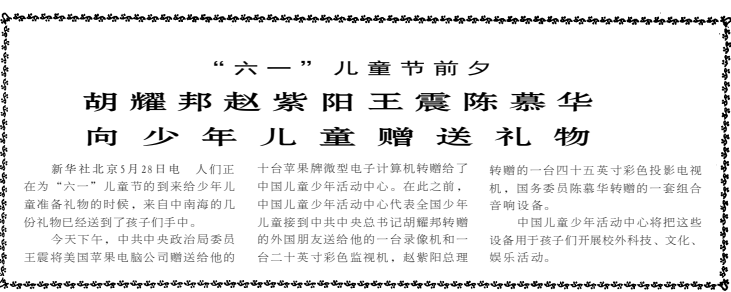 “六一”儿童节前夕
胡耀邦赵紫阳王震陈慕华
向少年儿童赠送礼物
新华社北京5月28日电　人们正
在为“六一”儿童节的到来给少年儿
童准备礼物的时候，来自中南海的几
份礼物已经送到了孩子们手中。
今天下午，中共中央政治局委员
王震将美国苹果电脑公司赠送给他的
十台苹果牌微型电子计算机转赠给了
中国儿童少年活动中心。在此之前，
中国儿童少年活动中心代表全国少年
儿童接到中共中央总书记胡耀邦转赠
的外国朋友送给他的一台录像机和一
台二十英寸彩色监视机，赵紫阳总理
转赠的一台四十五英寸彩色投影电视
机，国务委员陈慕华转赠的一套组合
音响设备。
中国儿童少年活动中心将把这些
设备用于孩子们开展校外科技、文化、
娱乐活动。